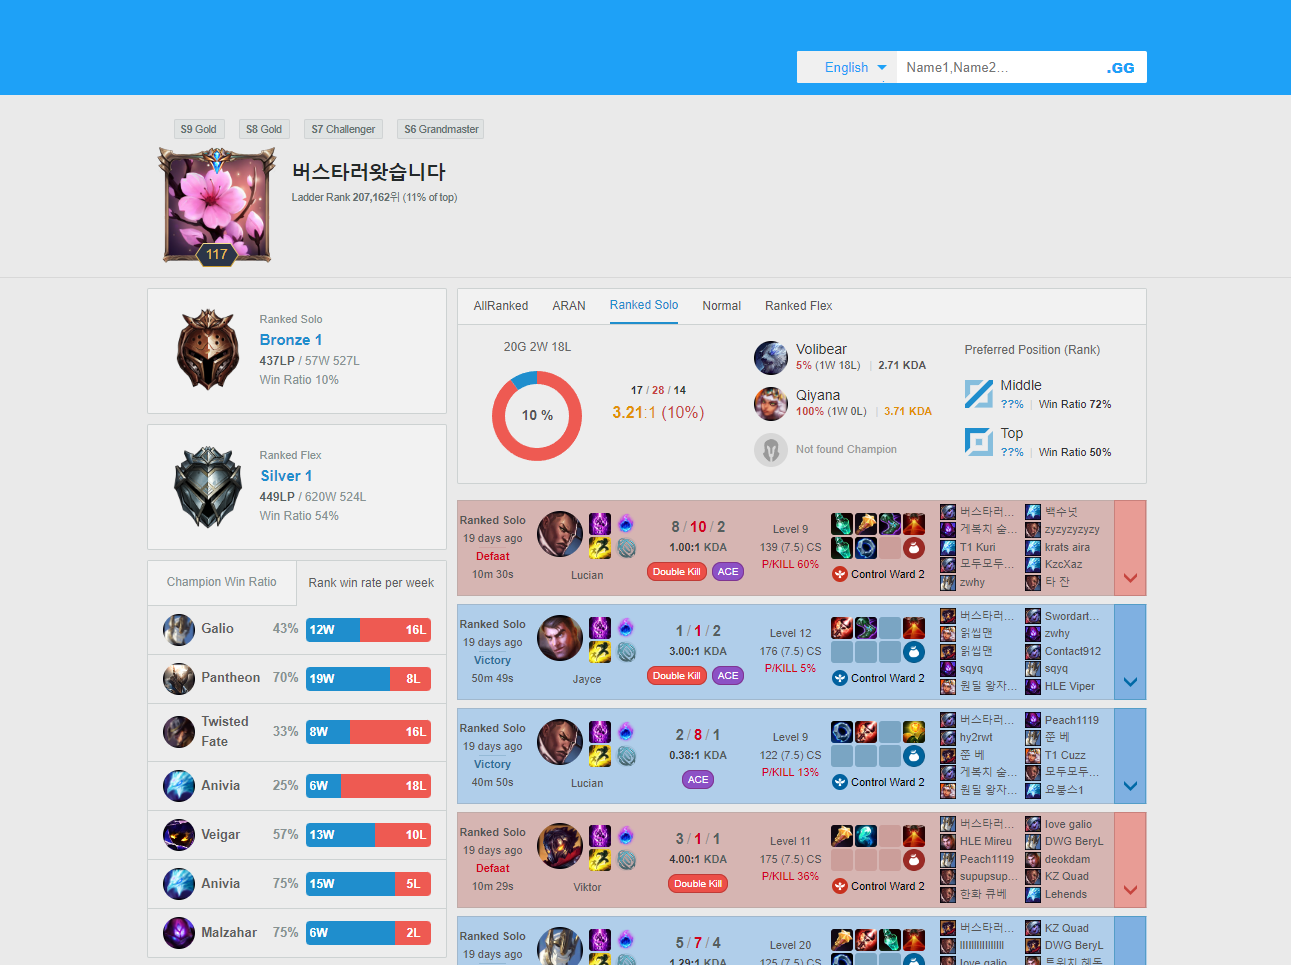 English
Name1,Name2...
.GG
S9 Gold
S8 Gold
S7 Challenger
S6 Grandmaster
117
버스타러왓습니다
Ladder Rank 207,162위 (11% of top)
Ranked Solo
Bronze 1
437LP / 57W 527L
Win Ratio 10%
Ranked Flex
Silver 1
449LP / 620W 524L
Win Ratio 54%
Champion Win Ratio
Rank win rate per week
Galio 43% 12W 16L
Pantheon 70% 19W 8L
Twisted
Fate 33% 8W 16L
Anivia 25% 6W 18L
Veigar 57% 13W 10L
Anivia 75% 15W 5L
Malzahar 75% 6W 2L
AllRanked
ARAN
Ranked Solo
Normal
Ranked Flex
20G 2W 18L
10 %
17 / 28 / 14
3.21:1 (10%)
Volibear
5% (1W 18L) | 2.71 KDA
Qiyana
100% (1W 0L) | 3.71 KDA
Not found Champion
Preferred Position (Rank)
Middle
??% | Win Ratio 72%
Top
??% | Win Ratio 50%
Ranked Solo
19 days ago
Defaat
10m 30s
Lucian
8 / 10 / 2
1.00:1 KDA
Double Kill
ACE
Level 9
139 (7.5) CS
P/KILL 60%
Control Ward 2
버스타러...
게복치 숟...
T1 Kuri
모두모두...
zwhy
백수넛
zyzyzyzyzy
krats aira
KzcXaz
타 잔
Ranked Solo
19 days ago
Victory
50m 49s
Jayce
1 / 1 / 2
3.00:1 KDA
Double Kill
ACE
Level 12
176 (7.5) CS
P/KILL 5%
Control Ward 2
버스타러...
읽씹맨
읽씹맨
sqyq
원딜 왕자...
Swordart...
zwhy
Contact912
sqyq
HLE Viper
Ranked Solo
19 days ago
Victory
40m 50s
Lucian
2 / 8 / 1
0.38:1 KDA
ACE
Level 9
122 (7.5) CS
P/KILL 13%
Control Ward 2
버스타러...
hy2rwt
쭌 베
게복치 숟...
원딜 왕자...
Peach1119
쭌 베
T1 Cuzz
모두모두...
요붕스1
Ranked Solo
19 days ago
Defaat
10m 29s
Viktor
3 / 1 / 1
4.00:1 KDA
Double Kill
Level 11
175 (7.5) CS
P/KILL 36%
Control Ward 2
버스타러...
HLE Mireu
Peach1119
supupsup...
한화 큐베
love galio
DWG BeryL
deokdam
KZ Quad
Lehends
Ranked Solo
19 days ago
5 / 7 / 4
1.29:1 KDA
Level 20
125 (7.5) CS
버스타러...
love galio
KZ Quad
DWG BeryL